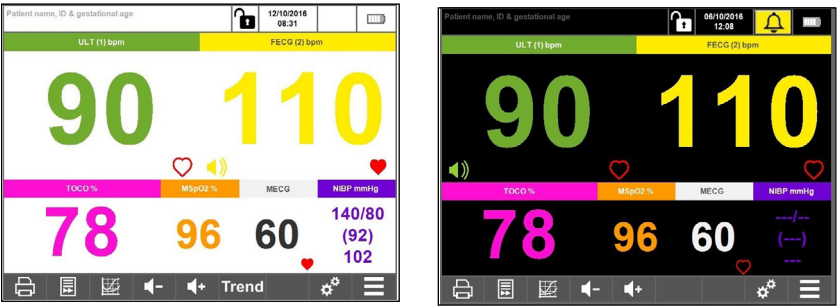 Patient name, ID & gestational age
12/10/2016
08:31
ULT (1) bpm
FECG (2) bpm
90
110
TOCO %
MSpO2 %
MECG
NIBP mmHg
78
96
60
140/80
(92)
102
Trend
Patient name, ID & gestational age
06/10/2016
12:08
ULT (1) bpm
FECG (2) bpm
90
110
TOCO %
MSpO2 %
MECG
NIBP mmHg
78
96
60
---/--
(---)
---